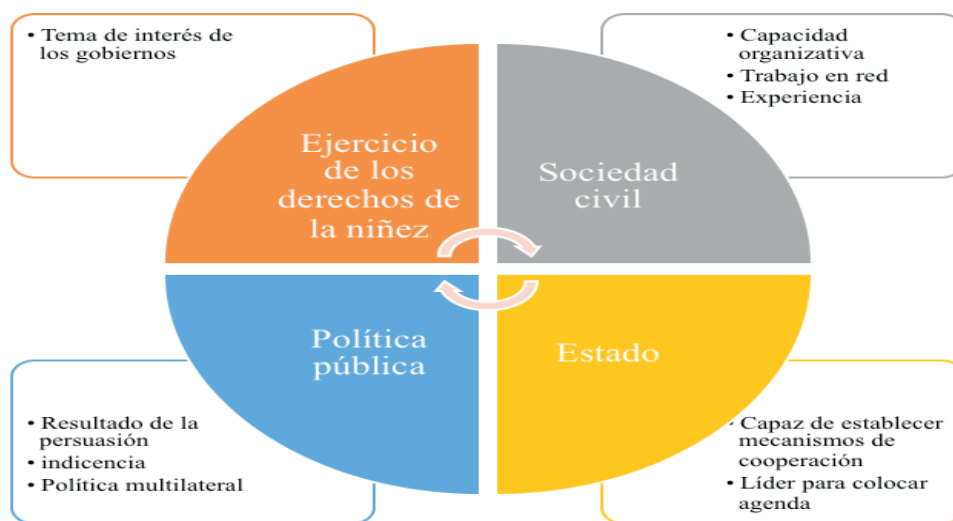 • Tema de interés de
los gobiernos
• Capacidad
organizativa
• Trabajo en red
• Experiencia
Ejercicio
de los
derechos de
la niñez
Sociedad
civil
Política
pública
Estado
• Resultado de la
persuasión
• indicencia
• Política multilateral
• Capaz de establecer
mecanismos de
cooperación
• Líder para colocar
agenda